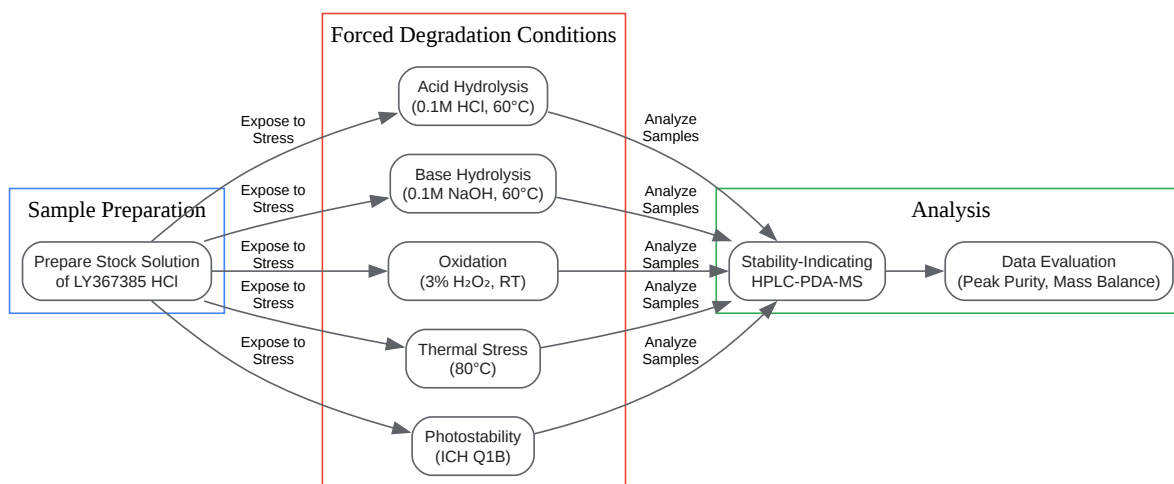 Forced Degradation Conditions
Acid Hydrolysis
(0.1M HCl, 60°C)
Expose to
Stress
Analyze
Samples
Base Hydrolysis
(0.1M NaOH, 60°C)
Expose to
Stress
Analyze
Samples
Sample Preparation
Analysis
Prepare Stock Solution
of LY367385 HCl
Expose to
Stress
Oxidation
(3% H₂O₂, RT)
Analyze
Samples
Stability-Indicating
HPLC-PDA-MS
Data Evaluation
(Peak Purity, Mass Balance)
Expose to
Stress
Analyze
Samples
Thermal Stress
(80°C)
Expose to
Stress
Analyze
Samples
Photostability
(ICH Q1B)